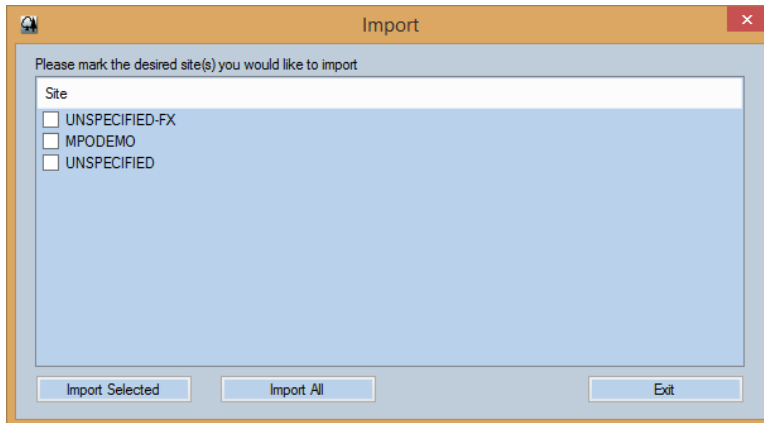 Import
Please mark the desired site(s) you would like to import
Site
UNSPECIFIED-FX
MPODEMO
UNSPECIFIED
Import Selected Import All Exit